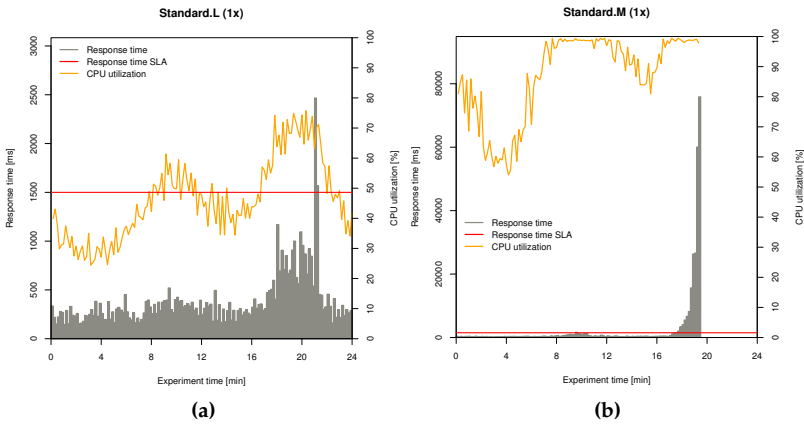 Standard.L (1x)
Response time
Response time SLA
CPU utilization
Response time [ms]
0
500
1000
1500
2000
2500
3000
CPU utilization [%]
0
10
20
30
40
50
60
70
80
90
100
0 4 8 12 16 20 24
Experiment time [min]
(a)
Standard.M (1x)
Response time
Response time SLA
CPU utilization
Response time [ms]
0
20000
40000
60000
80000
CPU utilization [%]
0
10
20
30
40
50
60
70
80
90
100
0 4 8 12 16 20 24
Experiment time [min]
(b)